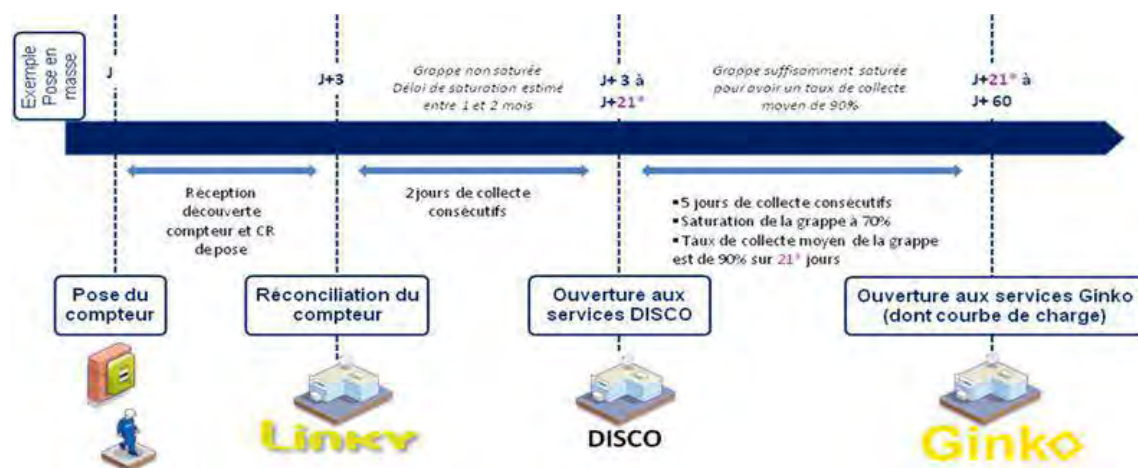 Exemple
Pose en
masse
J
J+3
Grappe non saturée
Délai de saturation estimé
entre 1 et 2 mois
J+ 3 à
J+21*
Grappe suffisamment saturée
pour avoir un taux de collecte
moyen de 90%
J+21* à
J+ 60
Réception
découverte
compteur et CR
de pose
2 jours de collecte
consécutifs
▪5 jours de collecte consécutifs
▪Saturation de la grappe à 70%
▪Taux de collecte moyen de la grappe
est de 90% sur 21* jours
Pose du
compteur
Réconciliation du
compteur
Ouverture aux
services DISCO
Ouverture aux services Ginko
(dont courbe de charge)
Linky
DISCO
Ginko